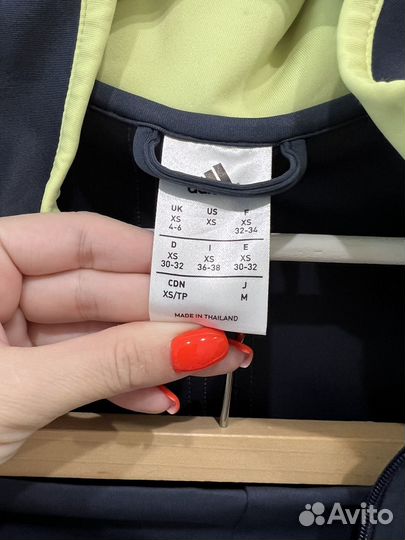 UK US F
XS XS XS
4-6 32-34
D I E
XS XS XS
30-32 36-38 30-32
CDN J
XS/TP M
MADE IN THAILAND
Avito